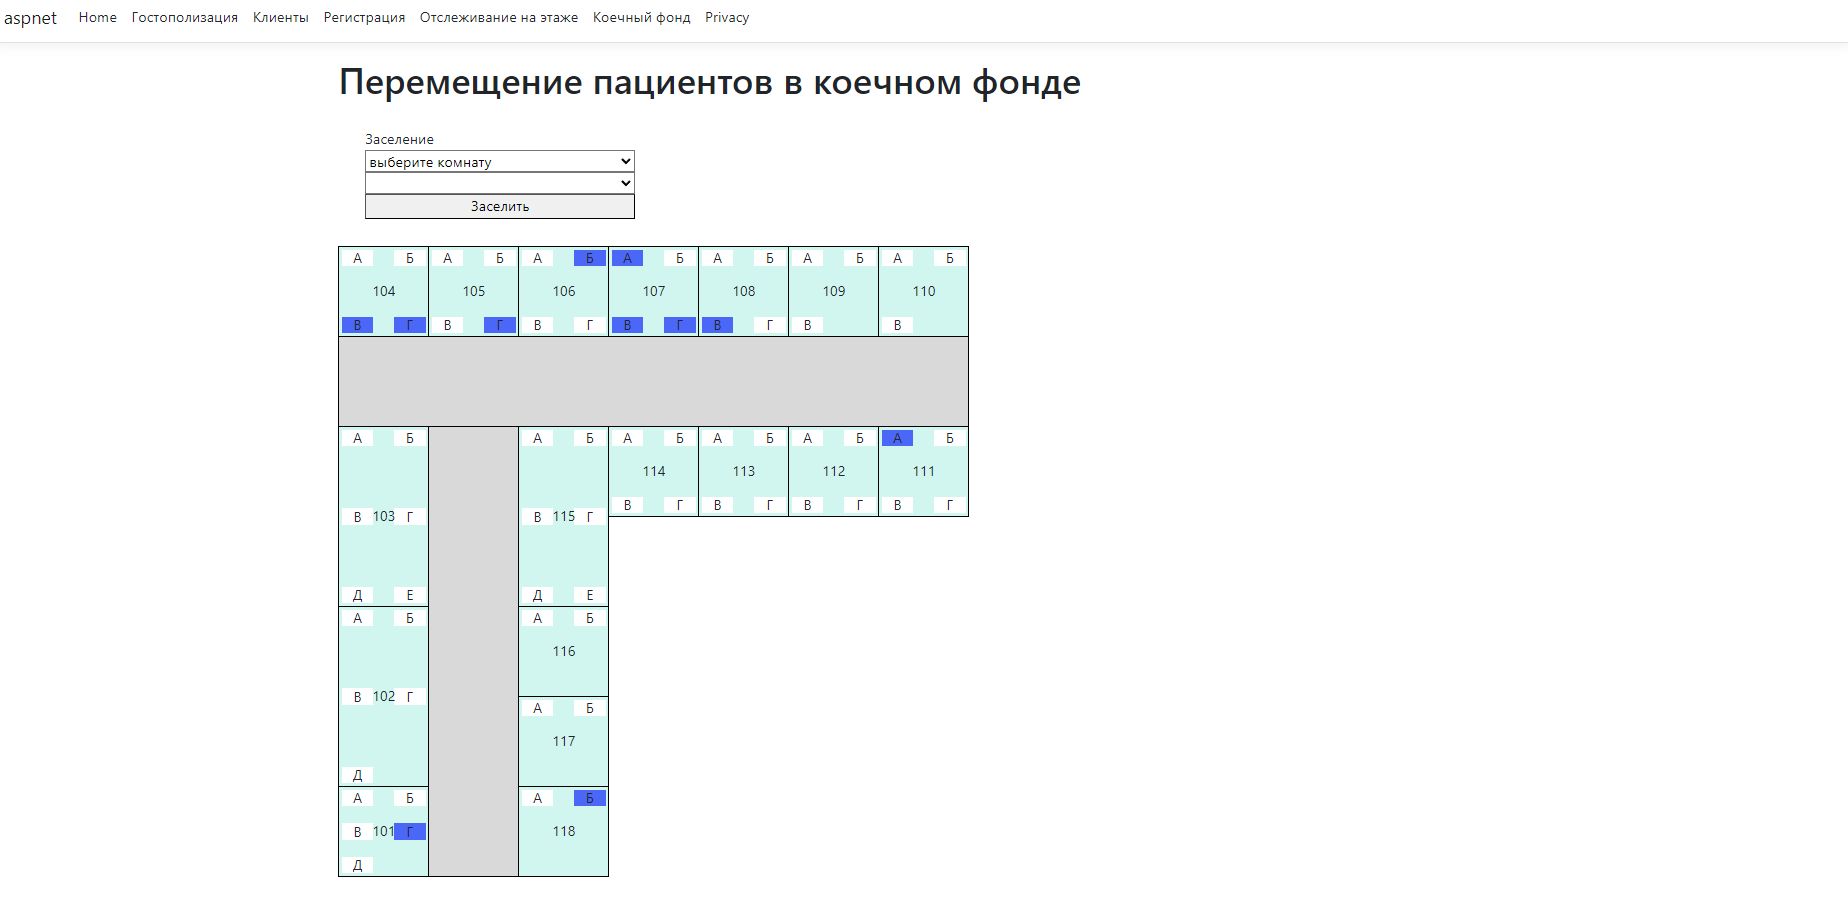 aspnet Home Гостополизация Клиенты Регистрация Отслеживание на этаже Коечный фонд Privacy
Перемещение пациентов в коечном фонде
Заселение
выберите комнату
Заселить
А Б А Б А Б А Б А Б А Б А Б
104 105 106 107 108 109 110
В Г В Г В Г В Г В Г В В
А Б А Б А Б А Б А Б А Б
114 113 112 111
В Г В Г В Г В Г
В 103 Г В 115 Г
Д Е Д Е
А Б А Б
116
В 102 Г
А Б
117
Д
А Б А Б
В 101 Г 118
Д